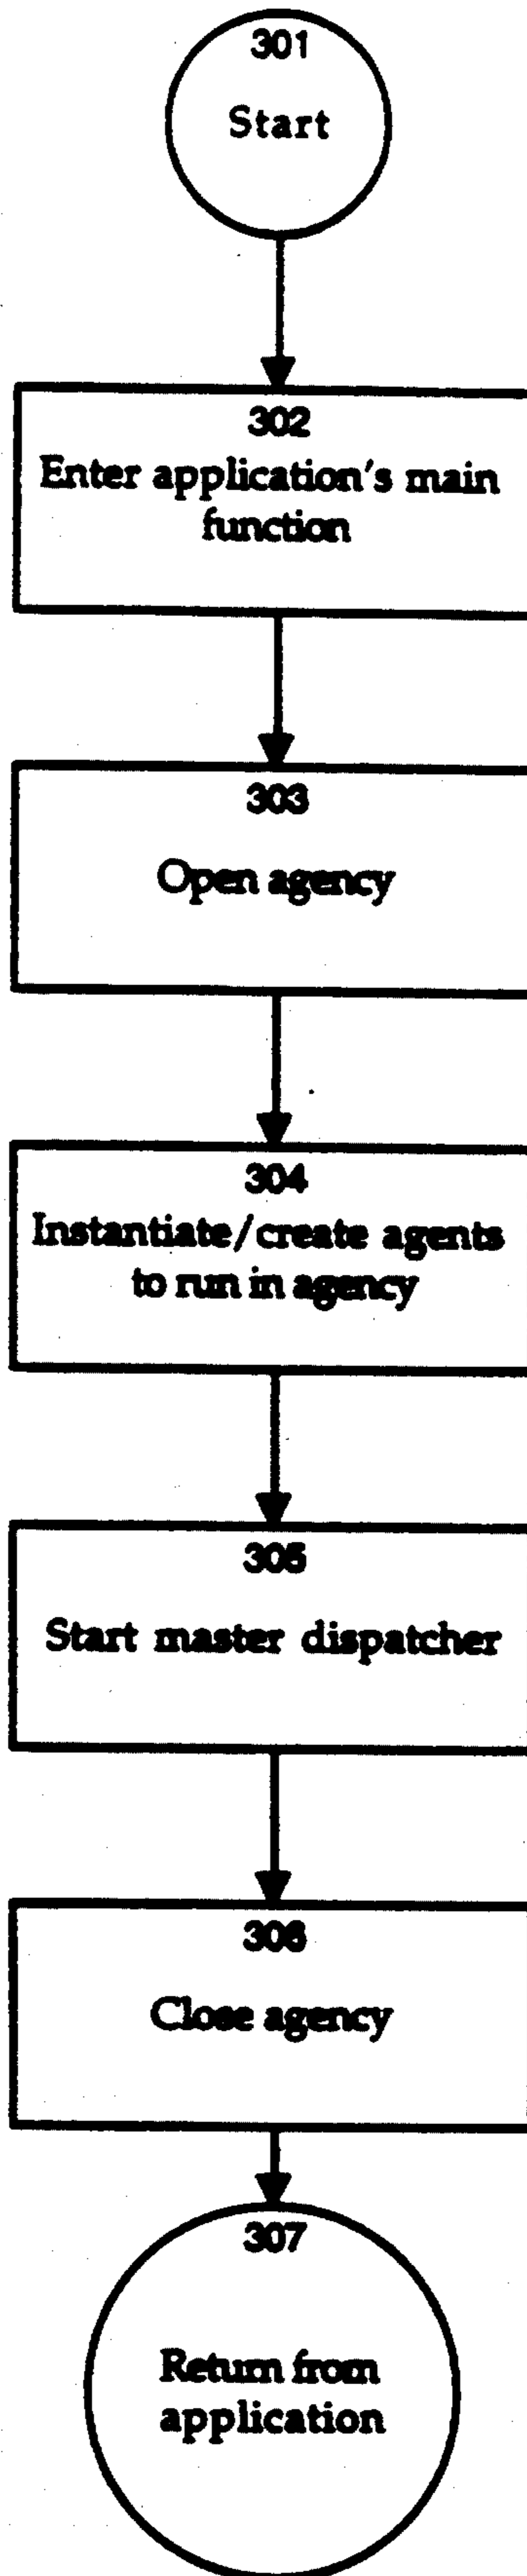 301
Start
302
Enter application's main
function
303
Open agency
304
Instantiate/create agents
to run in agency
305
Start master dispatcher
306
Close agency
307
Return from
application